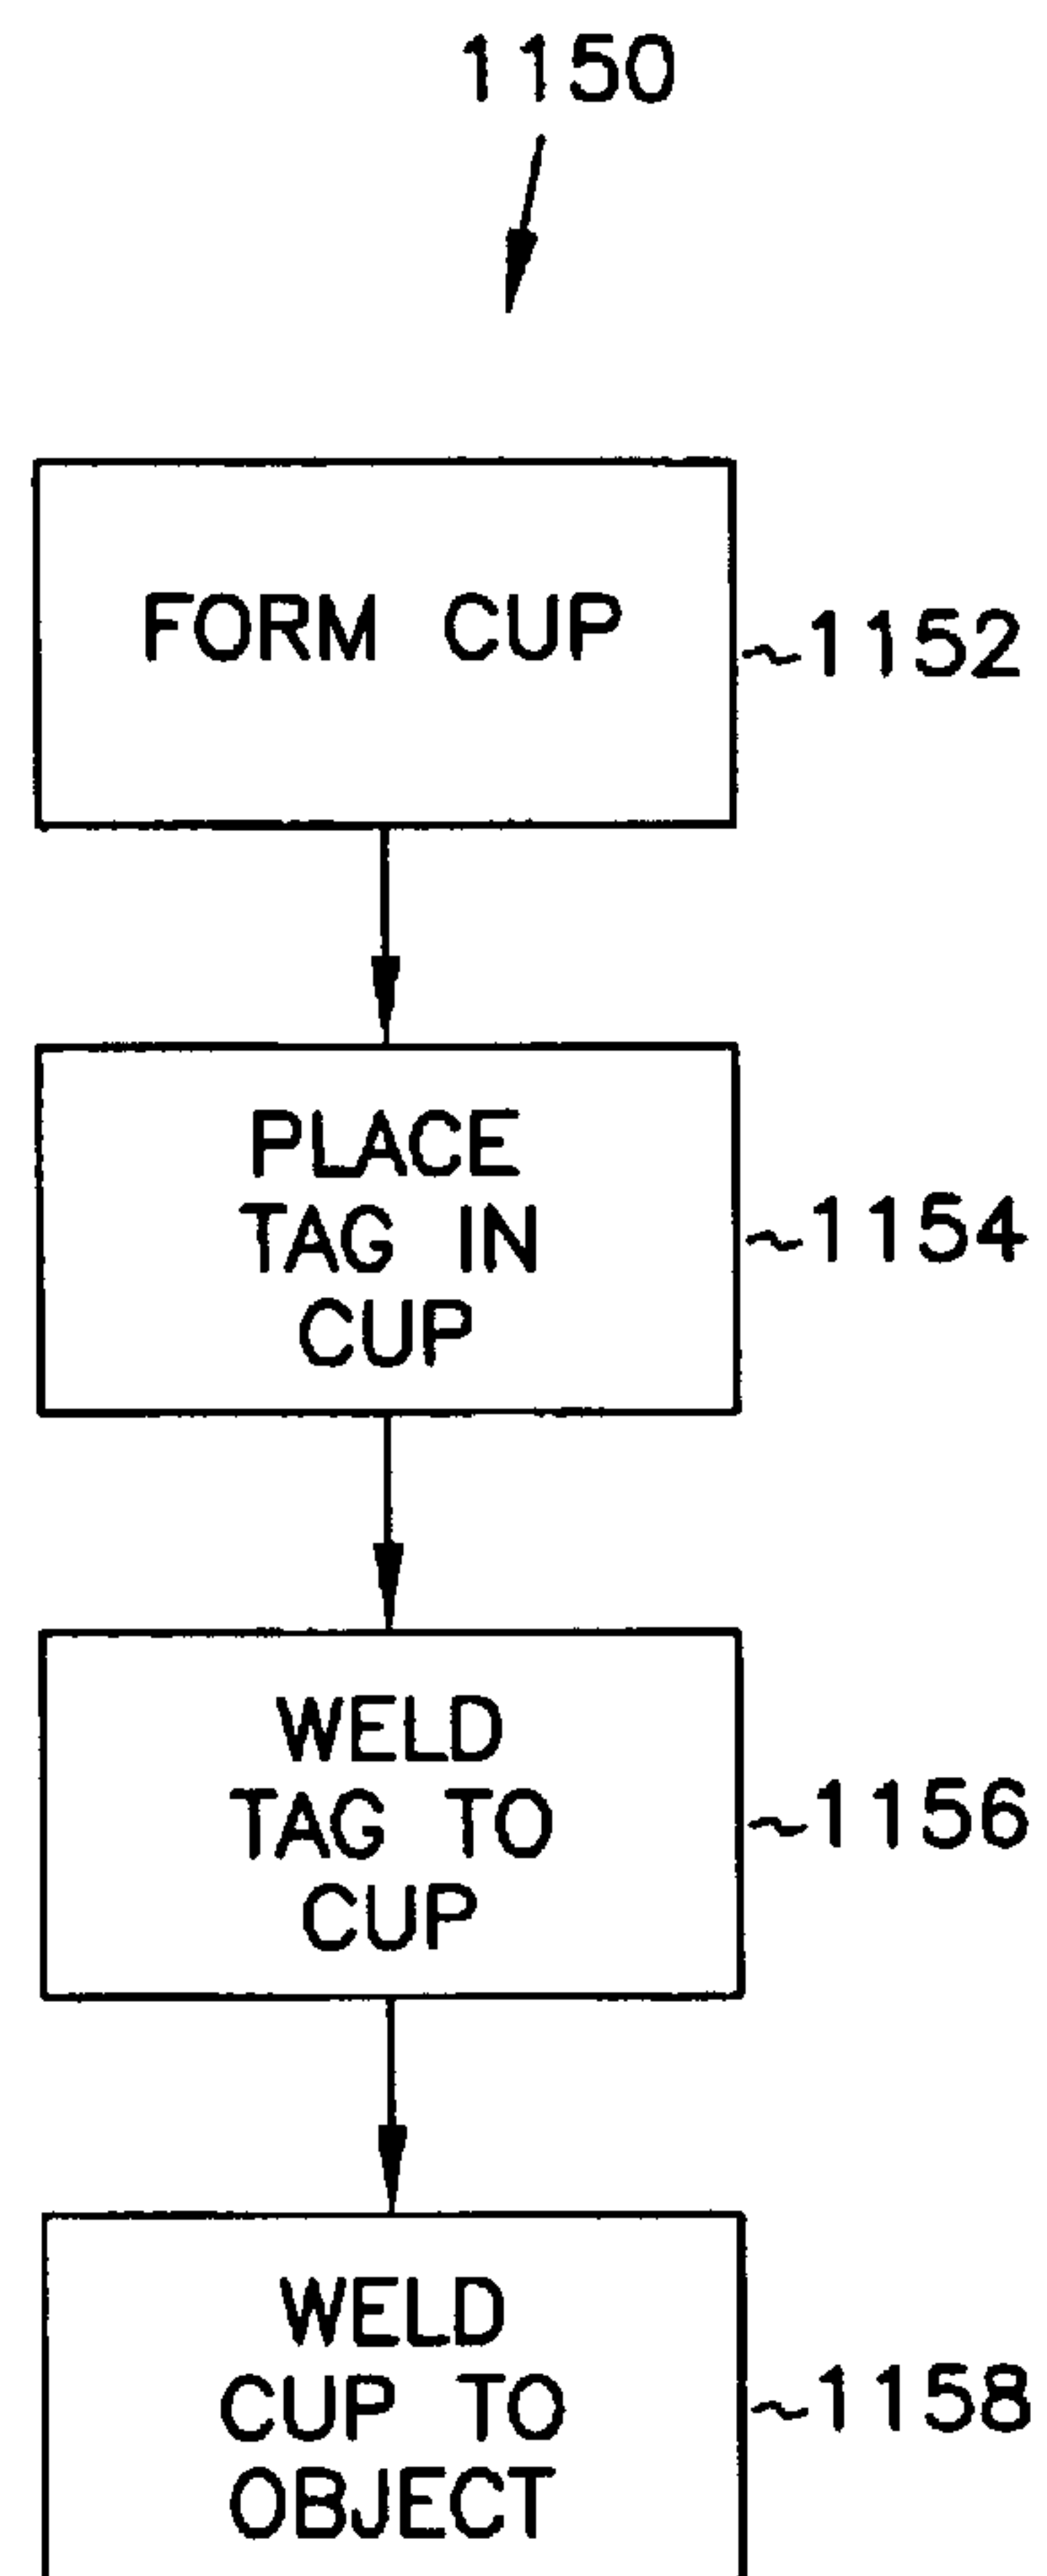 1150
FORM CUP
~1152
PLACE
TAG IN
CUP
~1154
WELD
TAG TO
CUP
~1156
WELD
CUP TO
OBJECT
~1158